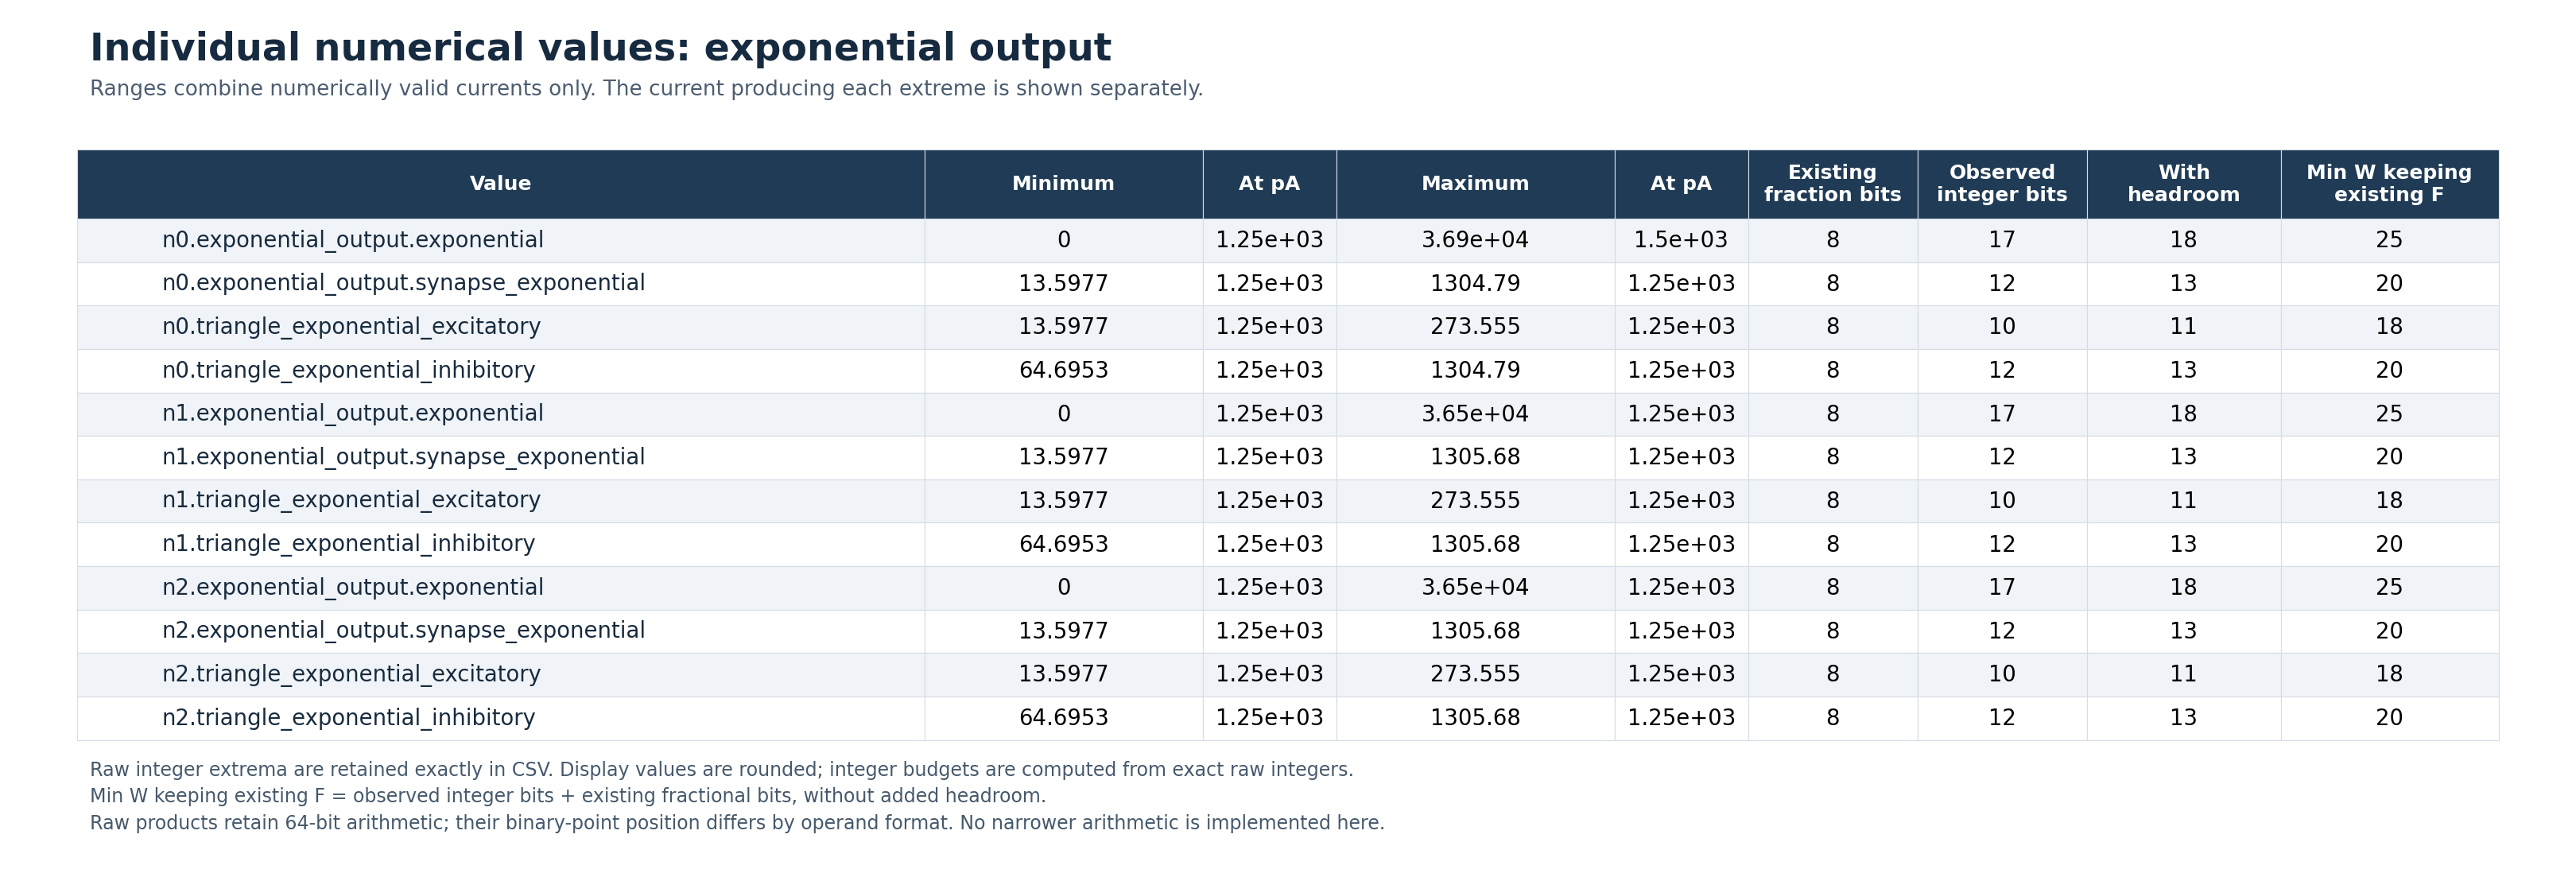 Individual numerical values: exponential output
Ranges combine numerically valid currents only. The current producing each extreme is shown separately.
Value Minimum At pA Maximum At pA Existing fraction bits Observed integer bits With headroom Min W keeping existing F
n0.exponential_output.exponential 0 1.25e+03 3.69e+04 1.5e+03 8 17 18 25
n0.exponential_output.synapse_exponential 13.5977 1.25e+03 1304.79 1.25e+03 8 12 13 20
n0.triangle_exponential_excitatory 13.5977 1.25e+03 273.555 1.25e+03 8 10 11 18
n0.triangle_exponential_inhibitory 64.6953 1.25e+03 1304.79 1.25e+03 8 12 13 20
n1.exponential_output.exponential 0 1.25e+03 3.65e+04 1.25e+03 8 17 18 25
n1.exponential_output.synapse_exponential 13.5977 1.25e+03 1305.68 1.25e+03 8 12 13 20
n1.triangle_exponential_excitatory 13.5977 1.25e+03 273.555 1.25e+03 8 10 11 18
n1.triangle_exponential_inhibitory 64.6953 1.25e+03 1305.68 1.25e+03 8 12 13 20
n2.exponential_output.exponential 0 1.25e+03 3.65e+04 1.25e+03 8 17 18 25
n2.exponential_output.synapse_exponential 13.5977 1.25e+03 1305.68 1.25e+03 8 12 13 20
n2.triangle_exponential_excitatory 13.5977 1.25e+03 273.555 1.25e+03 8 10 11 18
n2.triangle_exponential_inhibitory 64.6953 1.25e+03 1305.68 1.25e+03 8 12 13 20
Raw integer extrema are retained exactly in CSV. Display values are rounded; integer budgets are computed from exact raw integers.
Min W keeping existing F = observed integer bits + existing fractional bits, without added headroom.
Raw products retain 64-bit arithmetic; their binary-point position differs by operand format. No narrower arithmetic is implemented here.